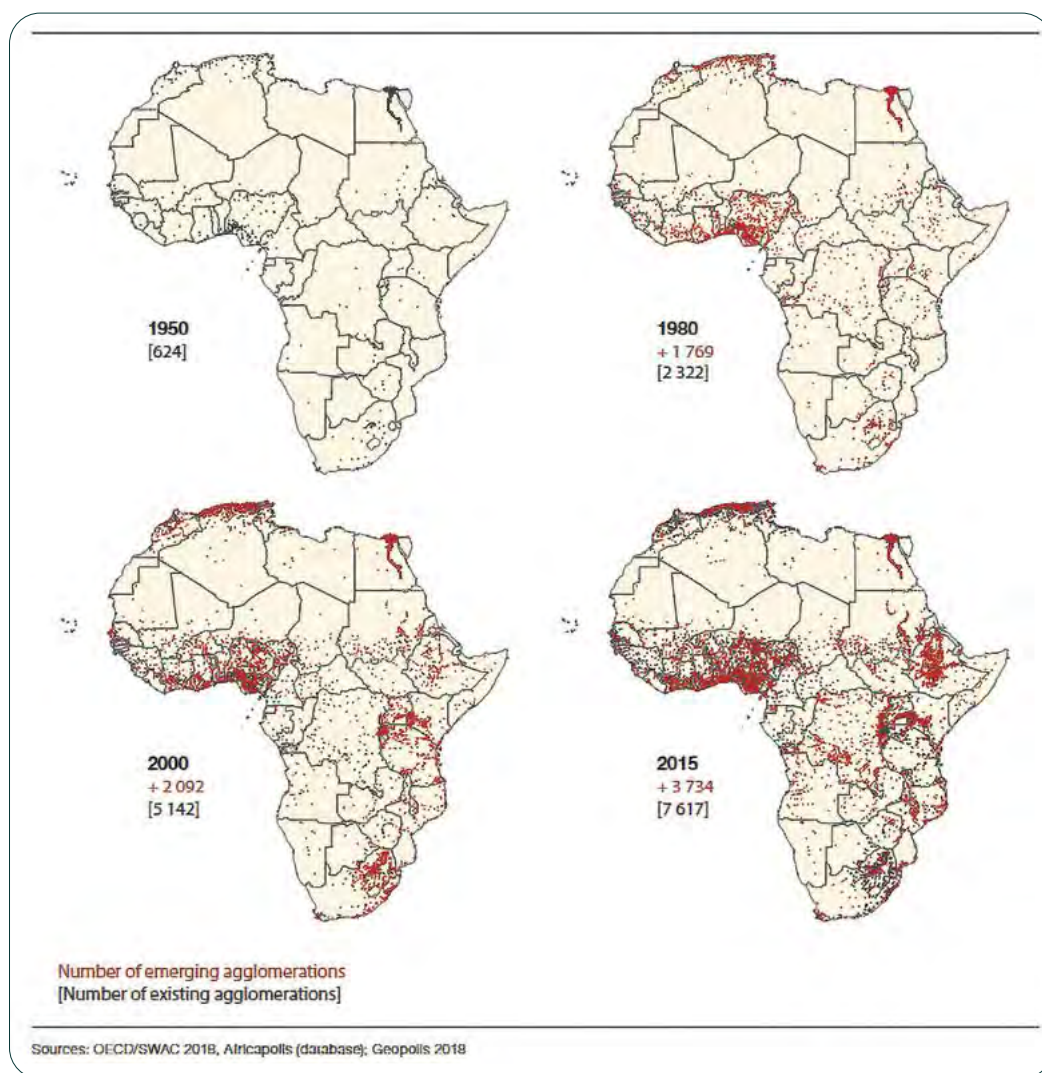 1950
[624]
1980
+ 1 769
[2 322]
2000
+ 2 092
[5 142]
2015
+ 3 734
[7 617]
Number of emerging agglomerations
[Number of existing agglomerations]
Sources: OECD/SWAC 2018, Africapolis (database); Geopolis 2018